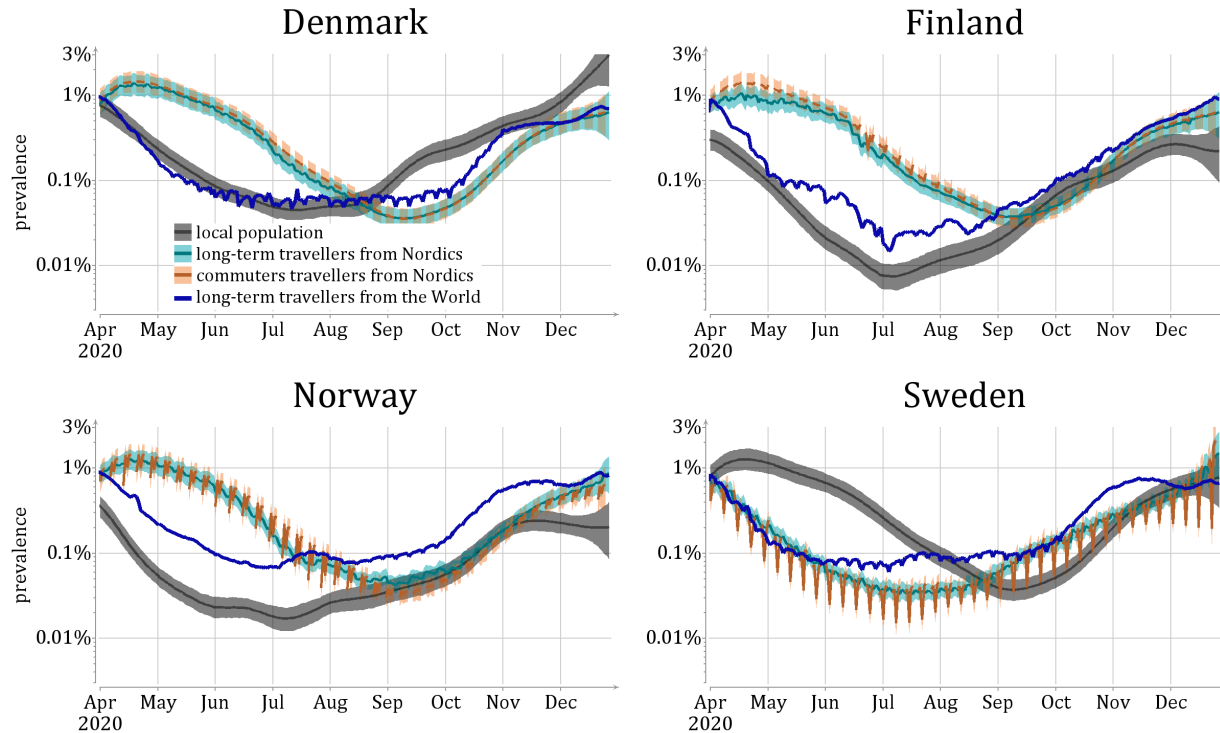 Denmark
3%
1%
0.1%
0.01%
prevalence
local population
long-term travellers from Nordics
commuters travellers from Nordics
long-term travellers from the World
Apr May Jun Jul Aug Sep Oct Nov Dec
2020
Finland
3%
1%
0.1%
0.01%
Apr May Jun Jul Aug Sep Oct Nov Dec
2020
Norway
3%
1%
0.1%
0.01%
prevalence
Apr May Jun Jul Aug Sep Oct Nov Dec
2020
Sweden
3%
1%
0.1%
0.01%
Apr May Jun Jul Aug Sep Oct Nov Dec
2020